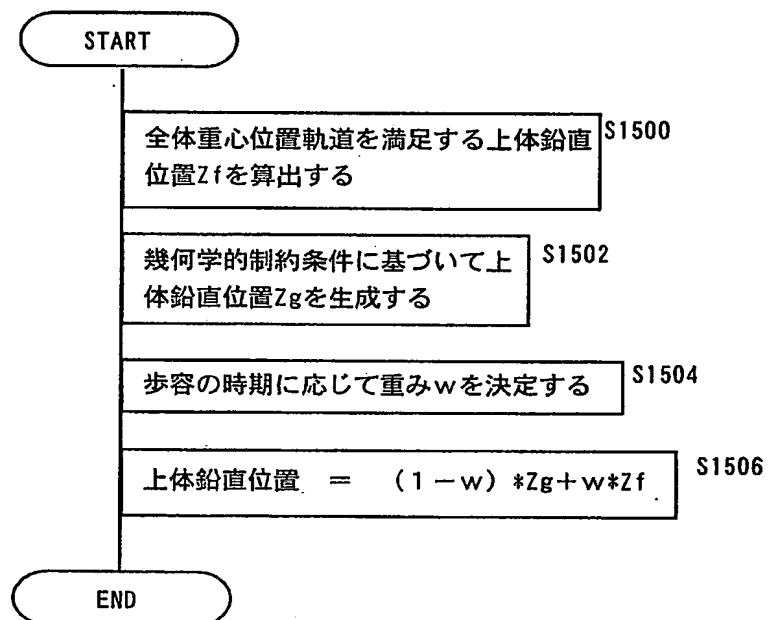 START
全体重心位置軌道を満足する上体鉛直
位置Zfを算出する
S1500
幾何学的制約条件に基づいて上
体鉛直位置Zgを生成する
S1502
歩容の時期に応じて重みwを決定する
S1504
上体鉛直位置 = (1-w)*Zg+w*Zf
S1506
END